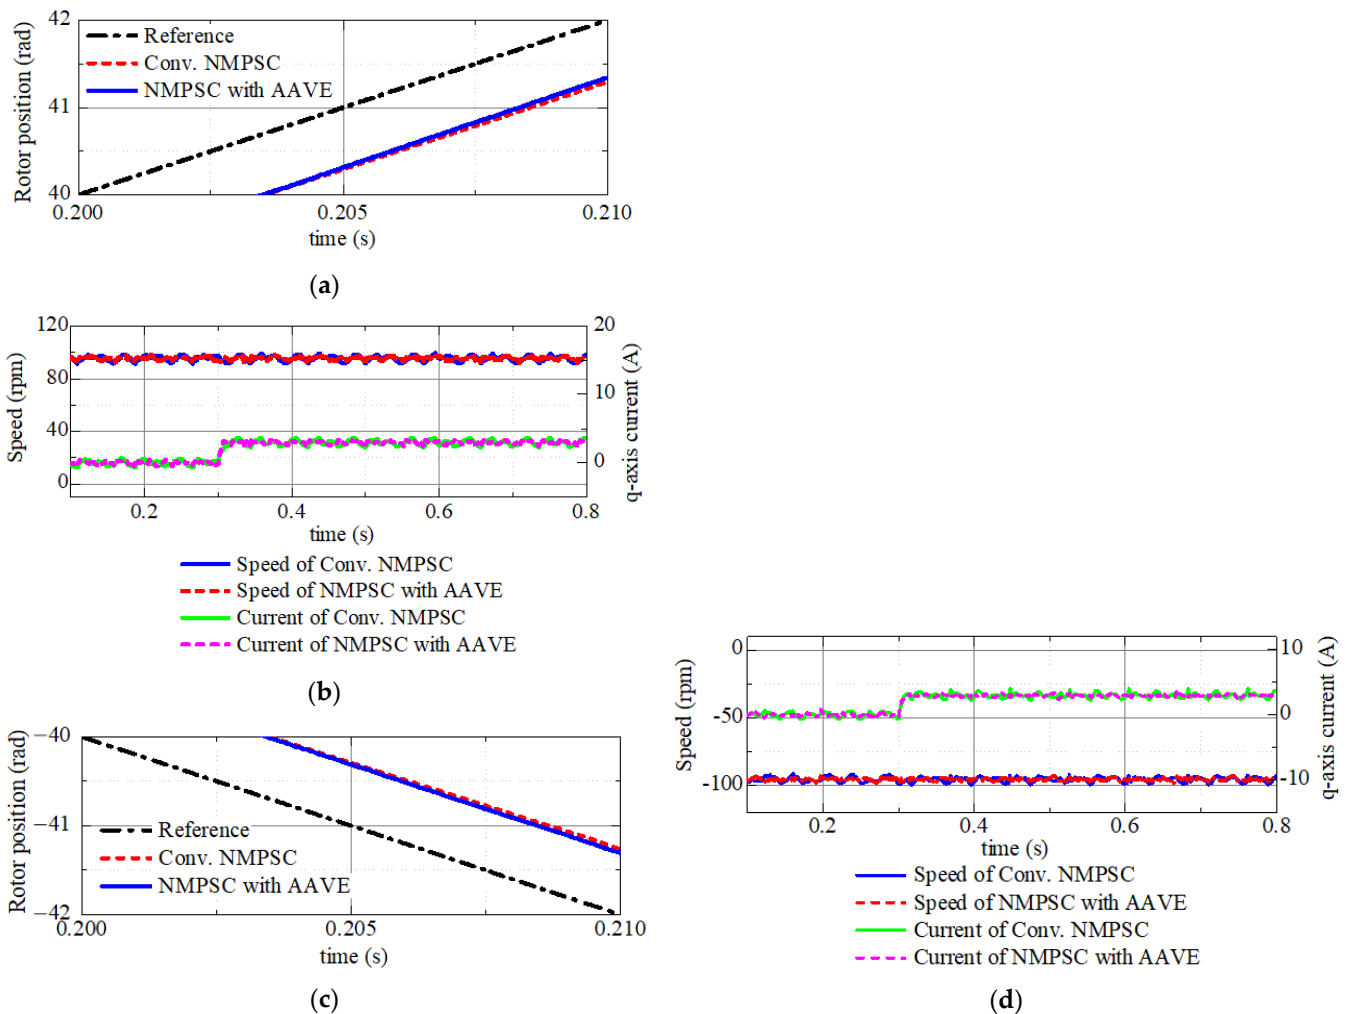 42
Reference
Conv. NMPSC
NMPSC with AAVE
41
40
Rotor position (rad)
0.200 0.205 0.210
time (s)
(a)
120 20
80 10
40
0 0
Speed (rpm)
q-axis current (A)
0.2 0.4 0.6 0.8
time (s)
Speed of Conv. NMPSC
Speed of NMPSC with AAVE
Current of Conv. NMPSC
Current of NMPSC with AAVE
(b)
−40
−41
−42
Rotor position (rad)
Reference
Conv. NMPSC
NMPSC with AAVE
0.200 0.205 0.210
time (s)
(c)
0 10
-50 0
-100 -10
Speed (rpm)
q-axis current (A)
0.2 0.4 0.6 0.8
time (s)
Speed of Conv. NMPSC
Speed of NMPSC with AAVE
Current of Conv. NMPSC
Current of NMPSC with AAVE
(d)